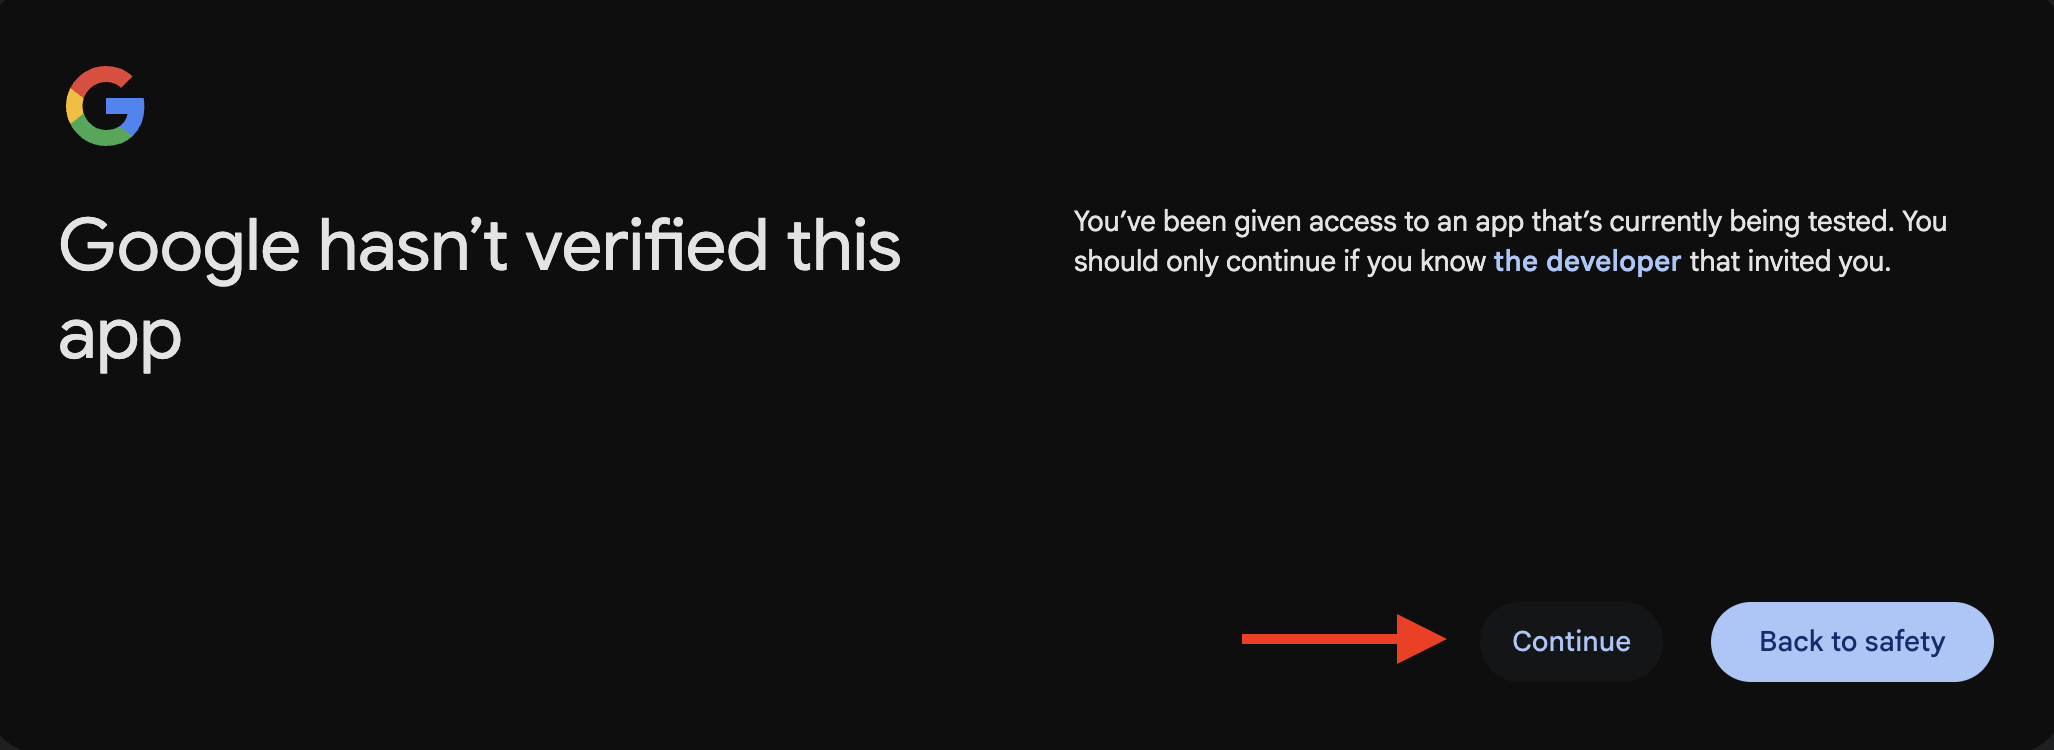 Google hasn’t verified this
app
You’ve been given access to an app that’s currently being tested. You
should only continue if you know the developer that invited you.
Continue
Back to safety